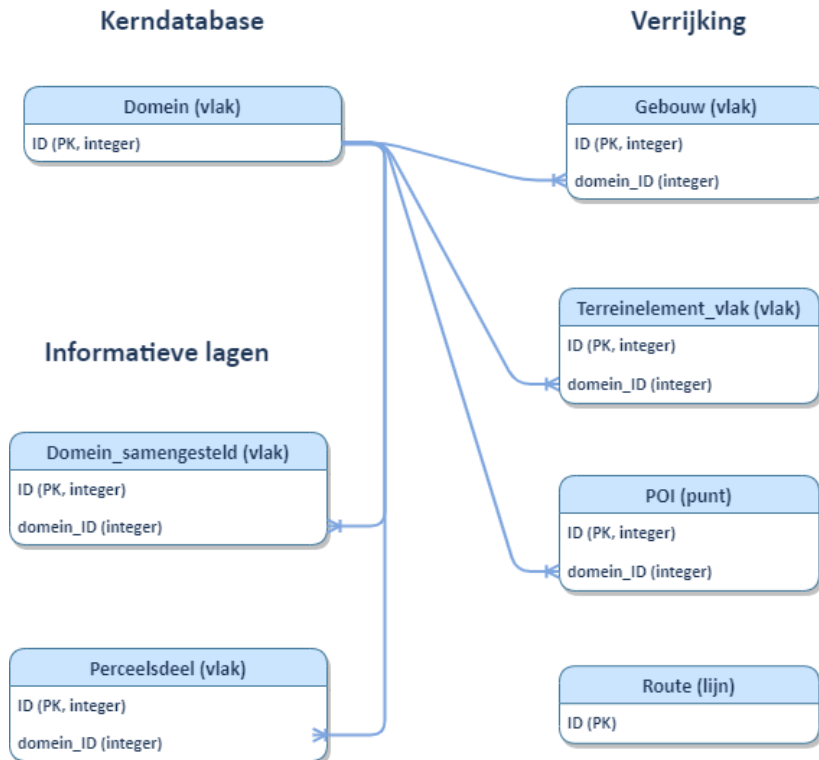 Kerndatabase
Domein (vlak)
ID (PK, integer)
Informatieve lagen
Domein_samengesteld (vlak)
ID (PK, integer)
domein_ID (integer)
Perceelsdeel (vlak)
ID (PK, integer)
domein_ID (integer)
Verrijking
Gebouw (vlak)
ID (PK, integer)
domein_ID (integer)
Terreinelement_vlak (vlak)
ID (PK, integer)
domein_ID (integer)
POI (punt)
ID (PK, integer)
domein_ID (integer)
Route (lijn)
ID (PK)